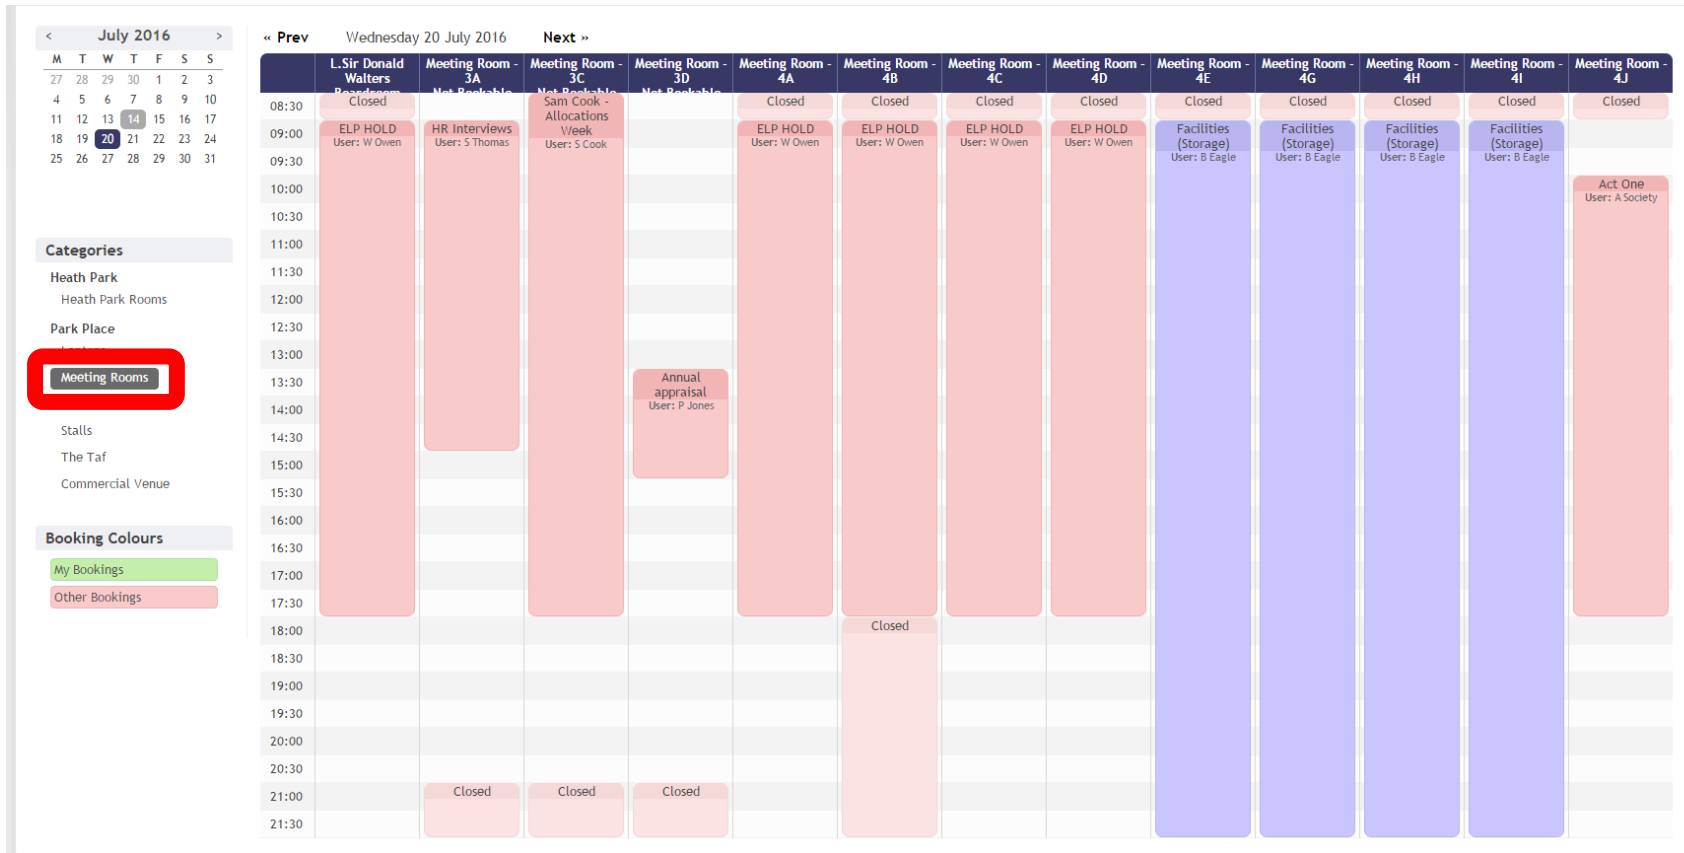 < July 2016 >
M T W T F S S
27 28 29 30 1 2 3
4 5 6 7 8 9 10
11 12 13 14 15 16 17
18 19 20 21 22 23 24
25 26 27 28 29 30 31
Categories
Heath Park
Heath Park Rooms
Park Place
Meeting Rooms
Stalls
The Taf
Commercial Venue
Booking Colours
My Bookings
Other Bookings
« Prev Wednesday 20 July 2016 Next »
L.Sir Donald Walters Boardroom
Meeting Room - 3A Not Bookable
Meeting Room - 3C Not Bookable
Meeting Room - 3D Not Bookable
Meeting Room - 4A
Meeting Room - 4B
Meeting Room - 4C
Meeting Room - 4D
Meeting Room - 4E
Meeting Room - 4G
Meeting Room - 4H
Meeting Room - 4I
Meeting Room - 4J
08:30
09:00
09:30
10:00
10:30
11:00
11:30
12:00
12:30
13:00
13:30
14:00
14:30
15:00
15:30
16:00
16:30
17:00
17:30
18:00
18:30
19:00
19:30
20:00
20:30
21:00
21:30
Closed
ELP HOLD
User: W Owen
HR Interviews
User: S Thomas
Closed
Sam Cook -
Allocations
Week
User: S Cook
Closed
Annual
appraisal
User: P Jones
Closed
Closed
ELP HOLD
User: W Owen
Closed
ELP HOLD
User: W Owen
Closed
Closed
ELP HOLD
User: W Owen
Closed
ELP HOLD
User: W Owen
Closed
Facilities
(Storage)
User: B Eagle
Closed
Facilities
(Storage)
User: B Eagle
Closed
Facilities
(Storage)
User: B Eagle
Closed
Facilities
(Storage)
User: B Eagle
Closed
Act One
User: A Society